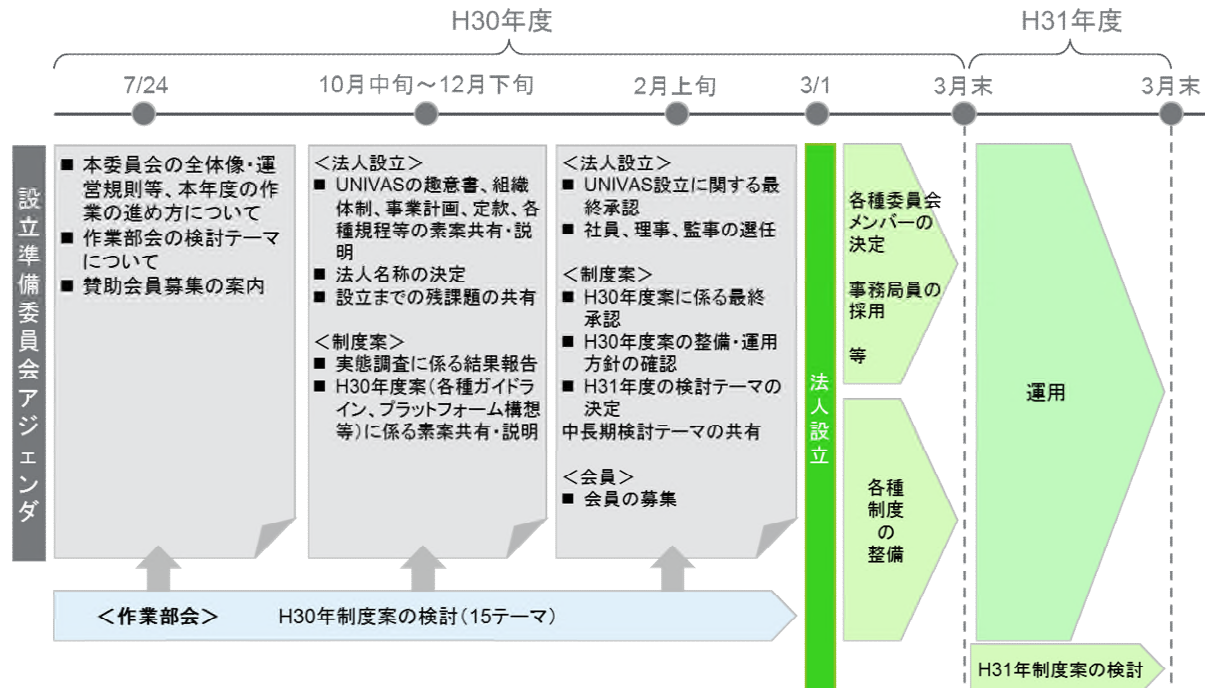 H30年度
H31年度
7/24
10月中旬～12月下旬
2月上旬
3/1
3月末
3月末
設立準備委員会アジェンダ
■ 本委員会の全体像・運
営規則等、本年度の作
業の進め方について
■ 作業部会の検討テーマ
について
■ 賛助会員募集の案内
＜法人設立＞
■ UNIVASの趣意書、組織
体制、事業計画、定款、各
種規程等の素案共有・説
明
■ 法人名称の決定
■ 設立までの残課題の共有
＜制度案＞
■ 実態調査に係る結果報告
■ H30年度案（各種ガイドラ
イン、プラットフォーム構想
等）に係る素案共有・説明
＜法人設立＞
■ UNIVAS設立に関する最
終承認
■ 社員、理事、監事の選任
＜制度案＞
■ H30年度案に係る最終
承認
■ H30年度案の整備・運用
方針の確認
■ H31年度の検討テーマの
決定
中長期検討テーマの共有
＜会員＞
■ 会員の募集
法人設立
各種委員会
メンバーの
決定
事務局員の
採用
等
各種
制度
の
整備
運用
＜作業部会＞ H30年制度案の検討（15テーマ）
H31年制度案の検討